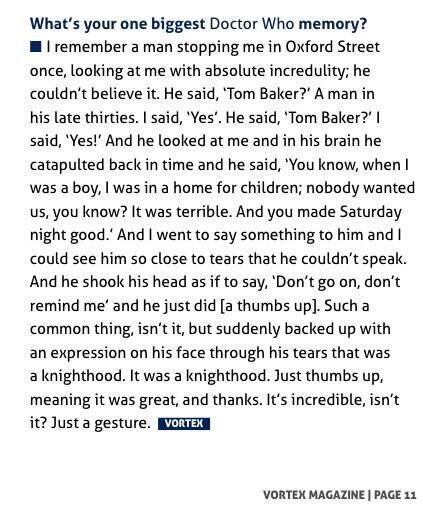 What's your one biggest Doctor Who memory?
■ I remember a man stopping me in Oxford Street
once, looking at me with absolute incredulity; he
couldn't believe it. He said, 'Tom Baker?' A man in
his late thirties. I said, 'Yes'. He said, 'Tom Baker?' I
said, 'Yes!' And he looked at me and in his brain he
catapulted back in time and he said, 'You know, when I
was a boy, I was in a home for children; nobody wanted
us, you know? It was terrible. And you made Saturday
night good.' And I went to say something to him and I
could see him so close to tears that he couldn't speak.
And he shook his head as if to say, 'Don't go on, don't
remind me' and he just did [a thumbs up]. Such a
common thing, isn't it, but suddenly backed up with
an expression on his face through his tears that was
a knighthood. It was a knighthood. Just thumbs up,
meaning it was great, and thanks. It's incredible, isn't
it? Just a gesture. VORTEX
VORTEX MAGAZINE | PAGE 11